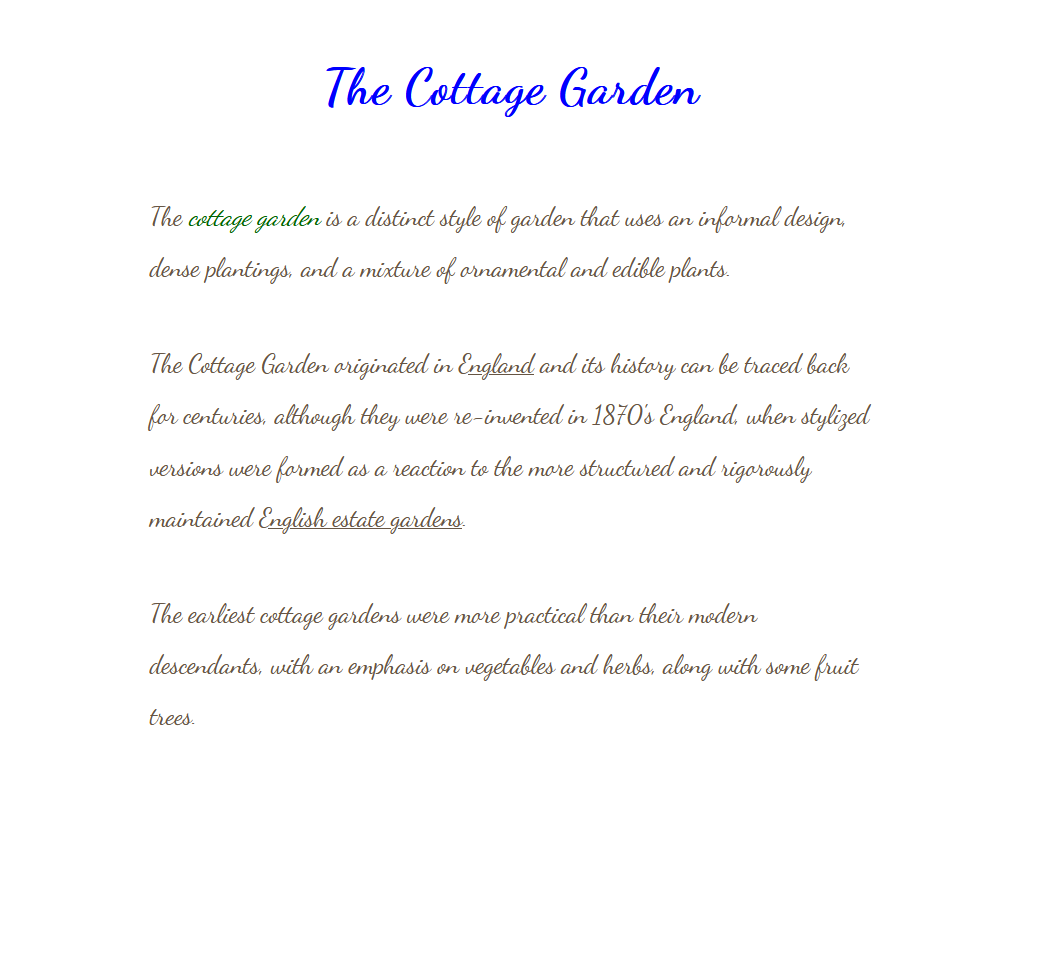 The Cottage Garden
The cottage garden is a distinct style of garden that uses an informal design,
dense plantings, and a mixture of ornamental and edible plants.
The Cottage Garden originated in England and its history can be traced back
for centuries, although they were re-invented in 1870's England, when stylized
versions were formed as a reaction to the more structured and rigorously
maintained English estate gardens.
The earliest cottage gardens were more practical than their modern
descendants, with an emphasis on vegetables and herbs, along with some fruit
trees.